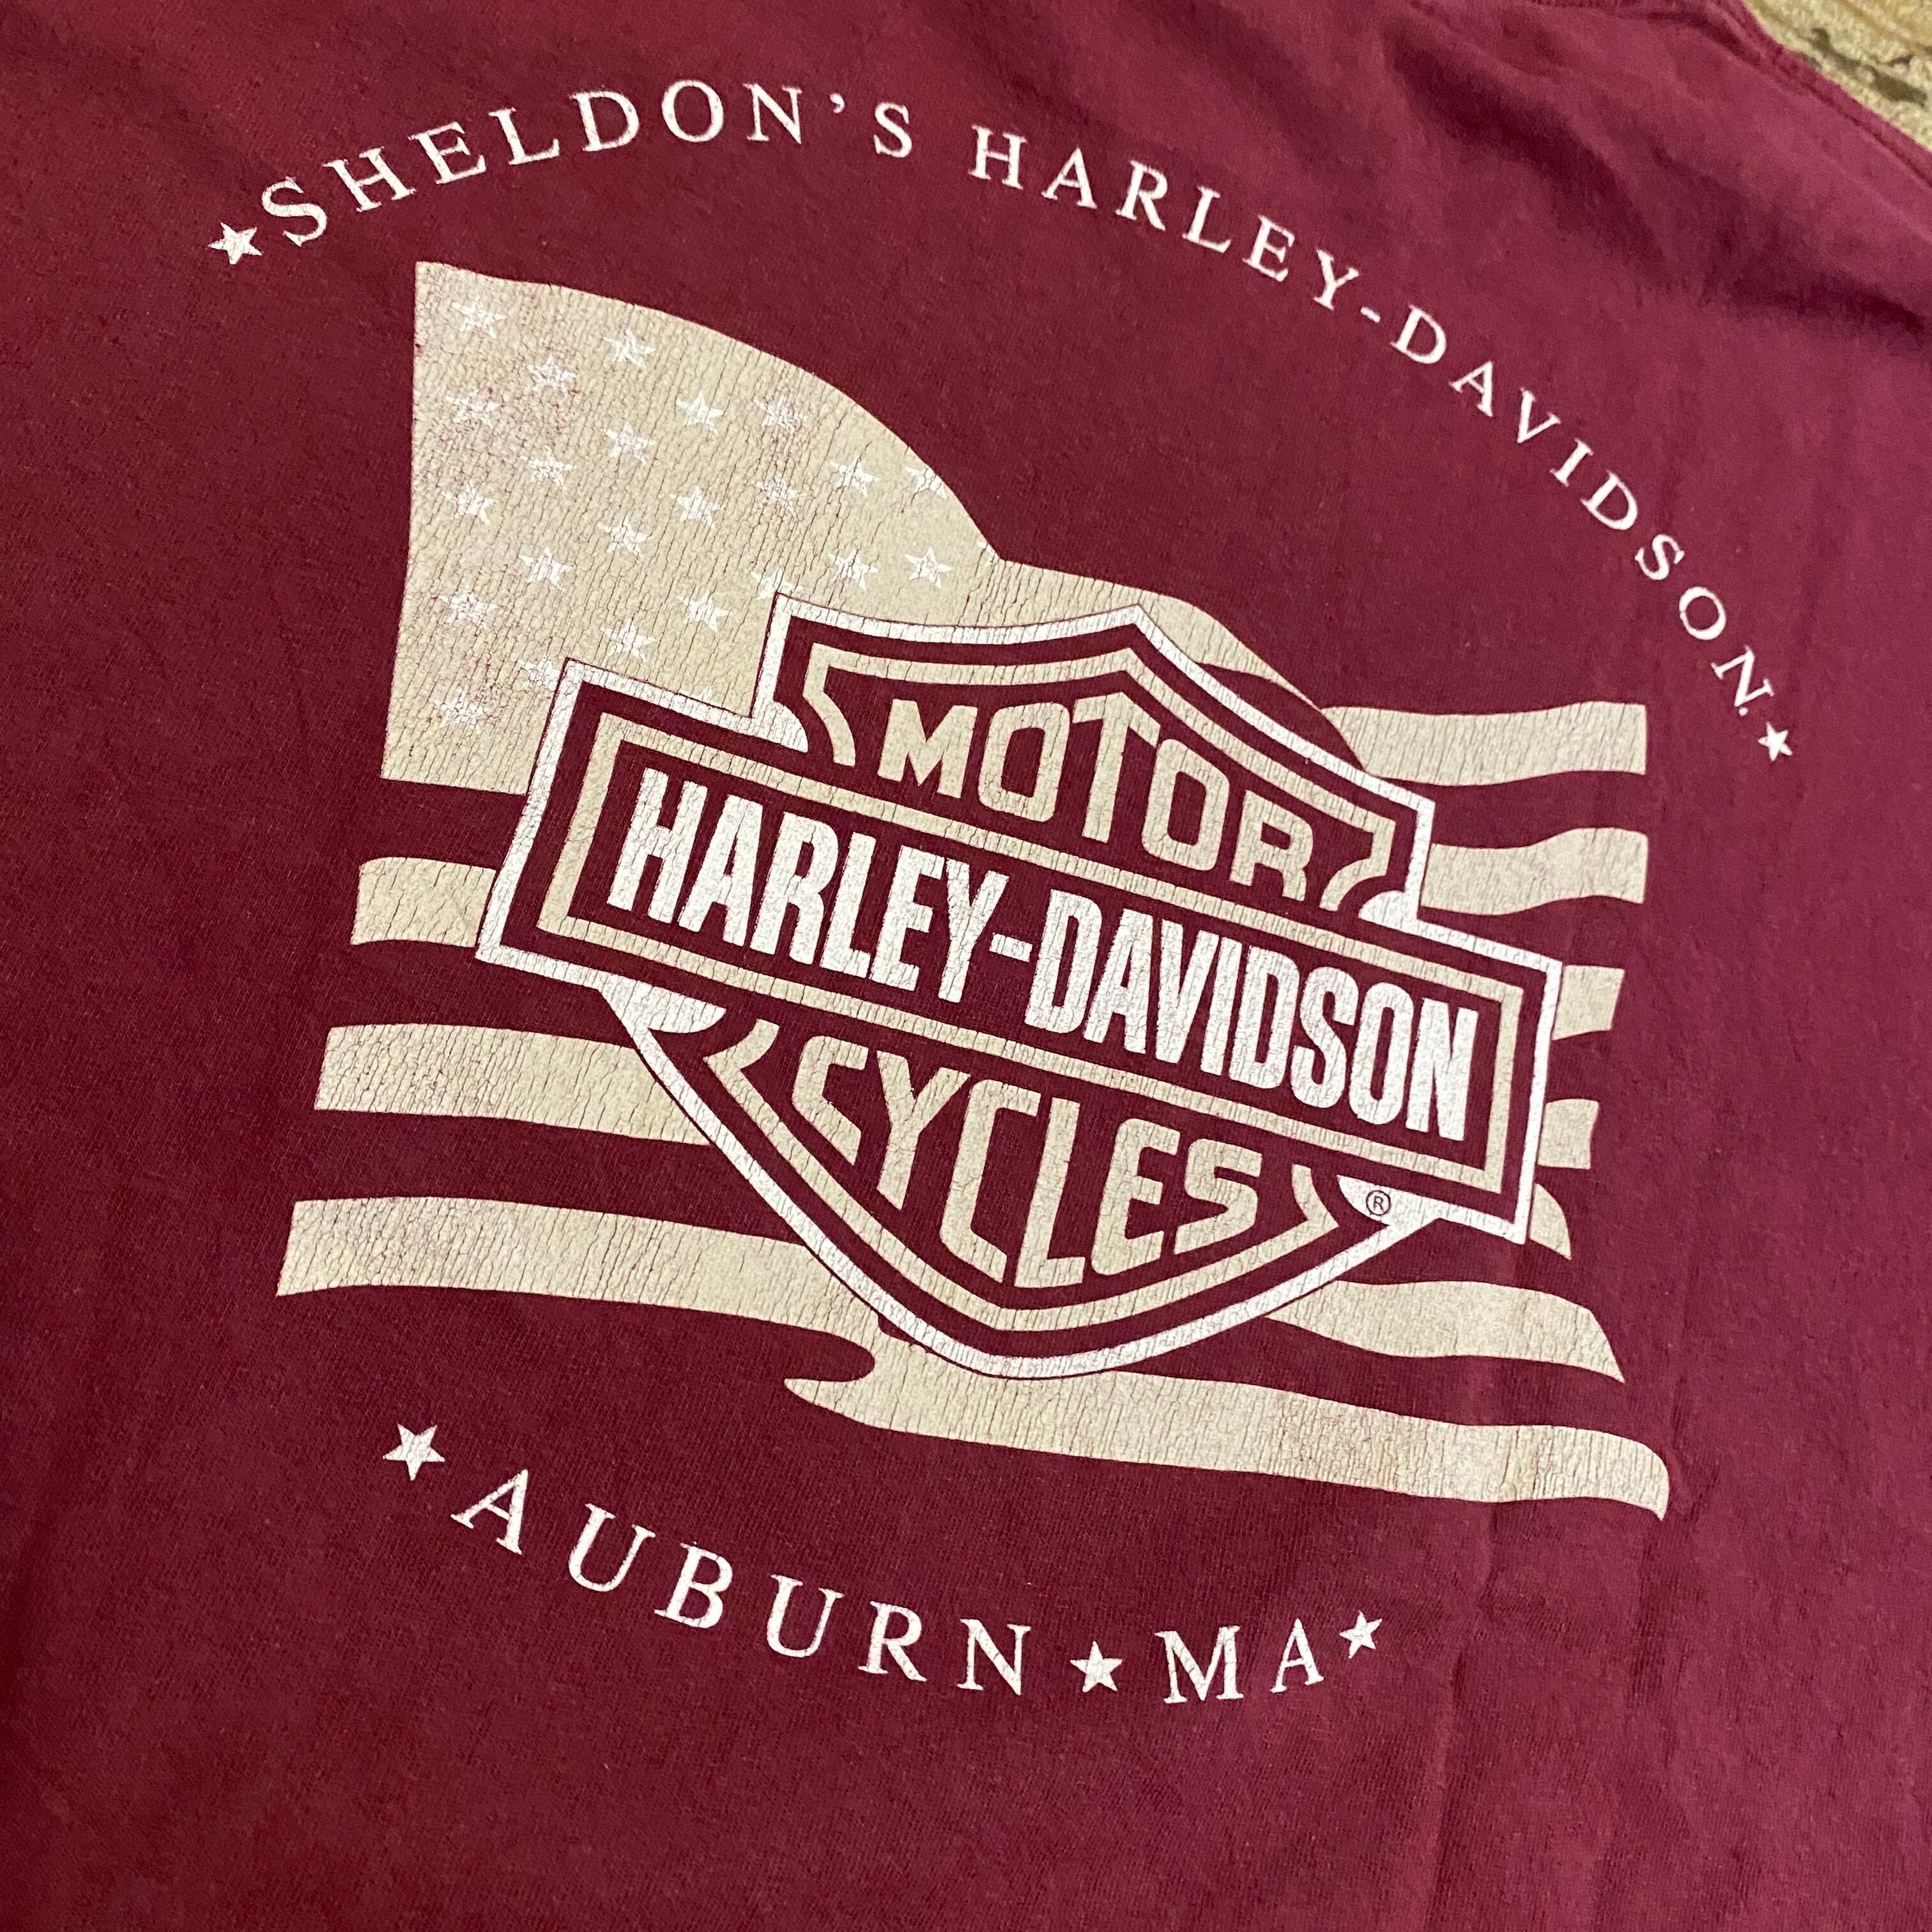 ★SHELDON'S HARLEY-DAVIDSON.★
MOTOR
HARLEY-DAVIDSON
CYCLES
®
★AUBURN★MA★